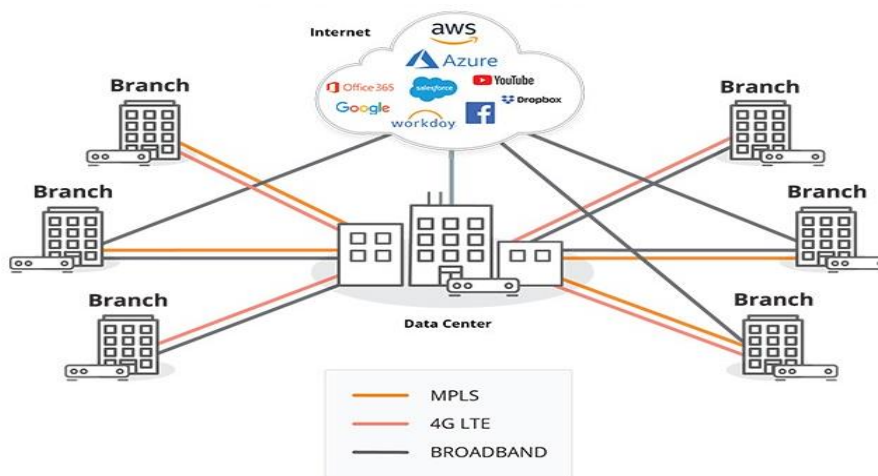 Internet
aws
Azure
Office 365
salesforce
YouTube
Google
Dropbox
workday
f
Branch
Branch
Branch
Branch
Branch
Branch
Data Center
MPLS
4G LTE
BROADBAND